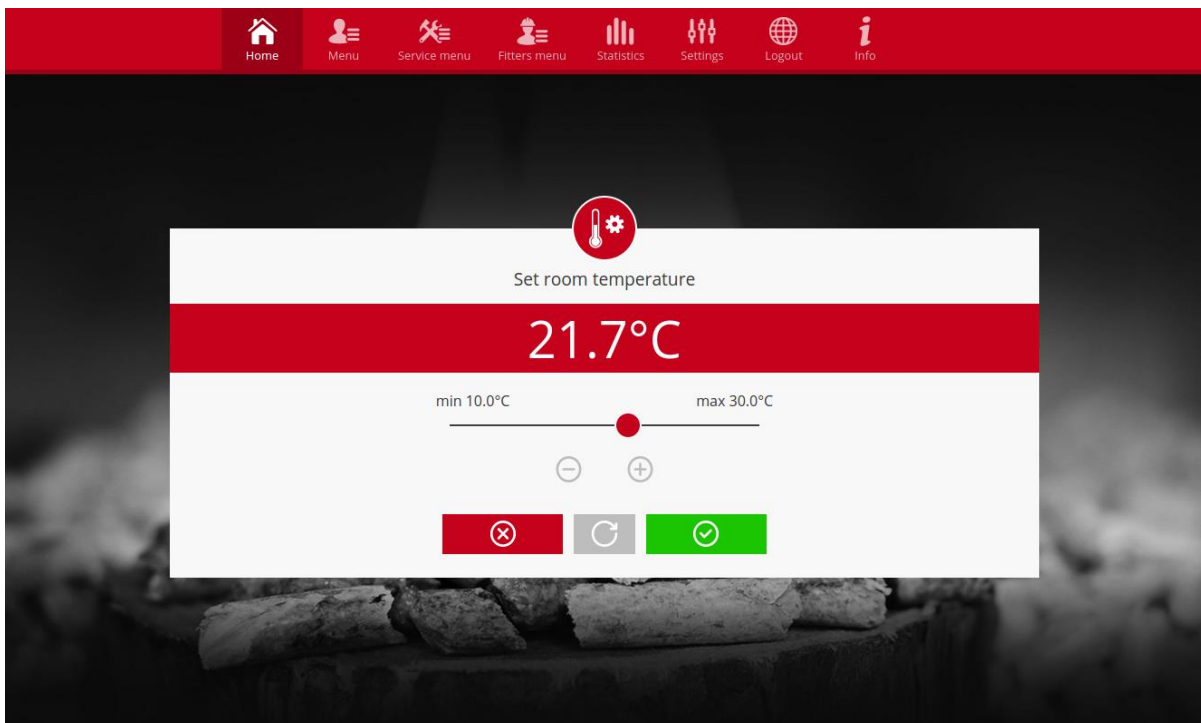 Home Menu Service menu Fitters menu Statistics Settings Logout Info
Set room temperature
21.7°C
min 10.0°C max 30.0°C